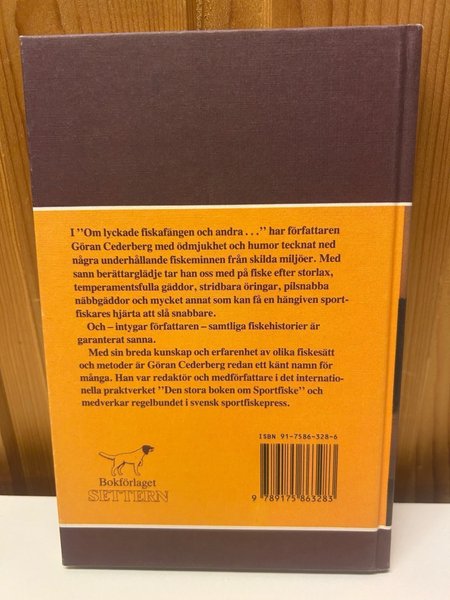 I ”Om lyckade fiskafängen och andra . . .” har författaren
Göran Cederberg med ödmjukhet och humor tecknat ned
några underhållande fiskeminnen från skilda miljöer. Med
sann berättarglädje tar han oss med på fiske efter storlax,
temperamentsfulla gäddor, stridbara öringar, pilsnabba
näbbgäddor och mycket annat som kan få en hängiven sport-
fiskares hjärta att slå snabbare.
Och – intygar författaren – samtliga fiskehistorier är
garanterat sanna.
Med sin breda kunskap och erfarenhet av olika fiskesätt
och metoder är Göran Cederberg redan ett känt namn för
många. Han var redaktör och medförfattare i det internatio-
nella praktverket ”Den stora boken om Sportfiske” och
medverkar regelbundet i svensk sportfiskepress.
ISBN 91-7586-328-6
9 789175 863283
Bokförlaget
SETTERN